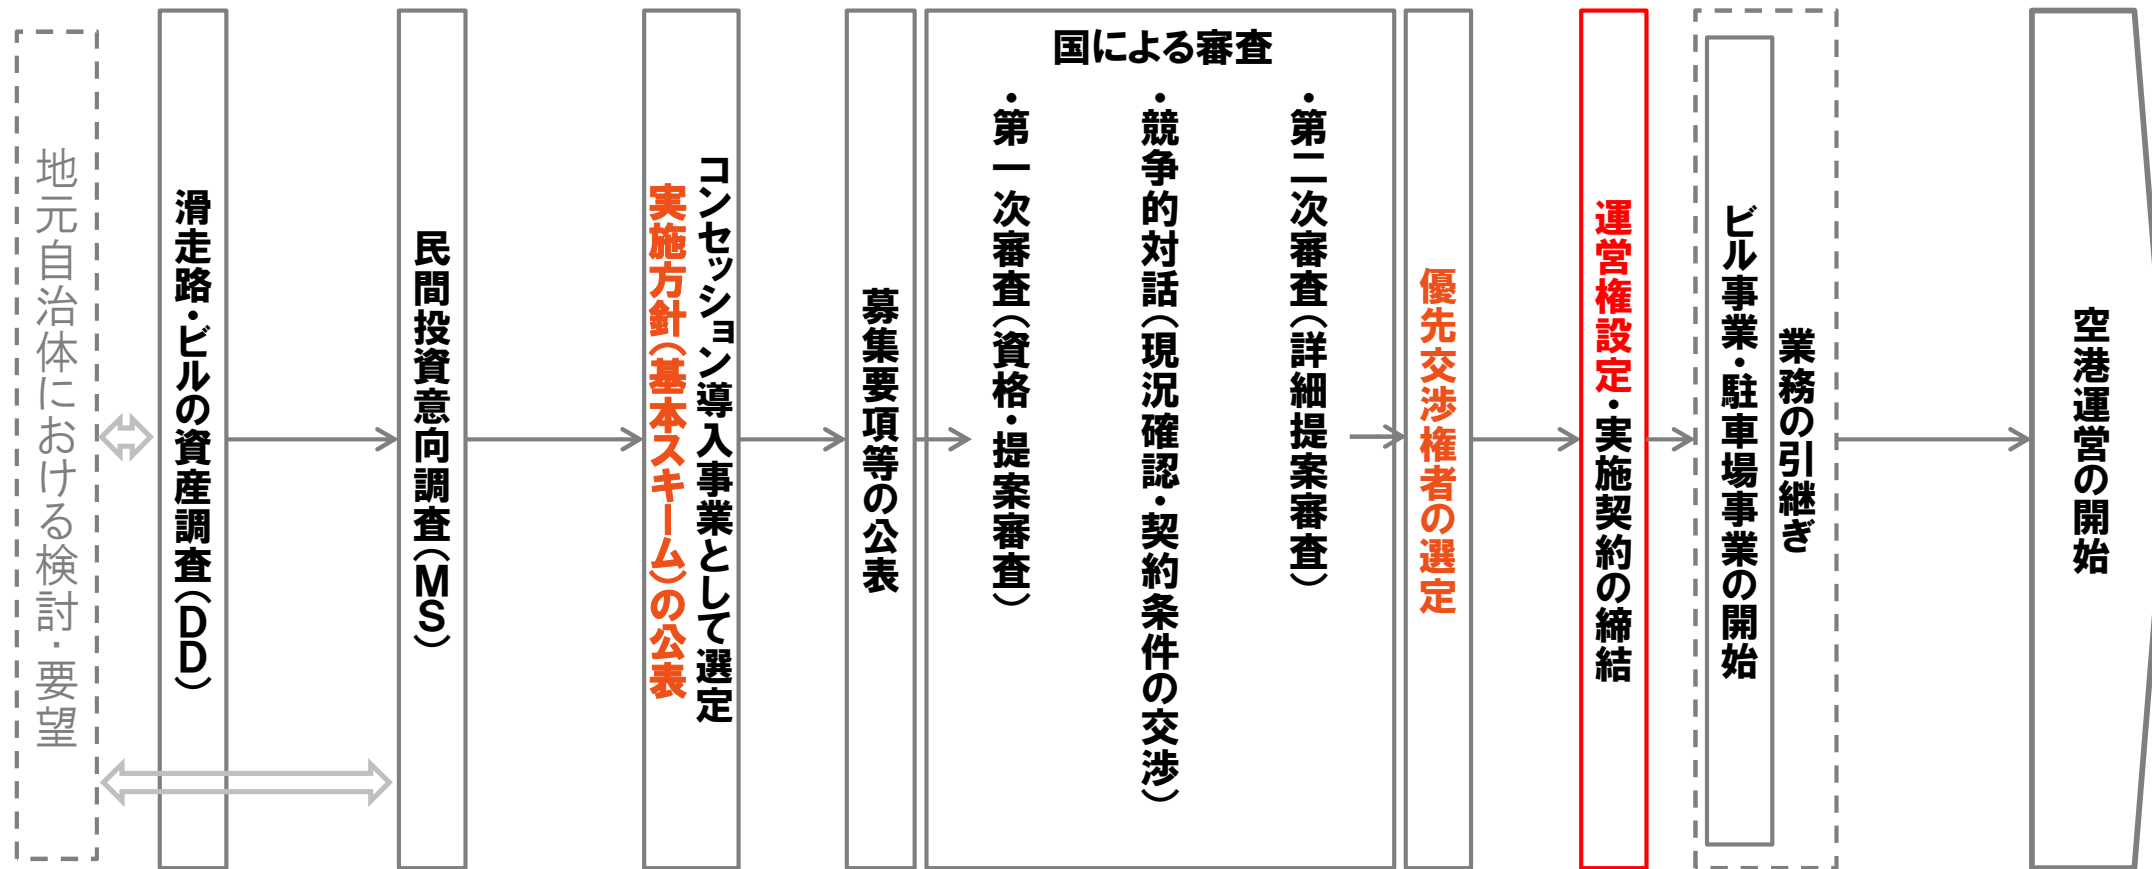 地元自治体における検討・要望
滑走路・ビルの資産調査（ＤＤ）
民間投資意向調査（ＭＳ）
コンセッション導入事業として選定
実施方針（基本スキーム）の公表
募集要項等の公表
国による審査
・第一次審査（資格・提案審査）
・競争的対話（現況確認・契約条件の交渉）
・第二次審査（詳細提案審査）
優先交渉権者の選定
運営権設定・実施契約の締結
業務の引継ぎ
ビル事業・駐車場事業の開始
空港運営の開始